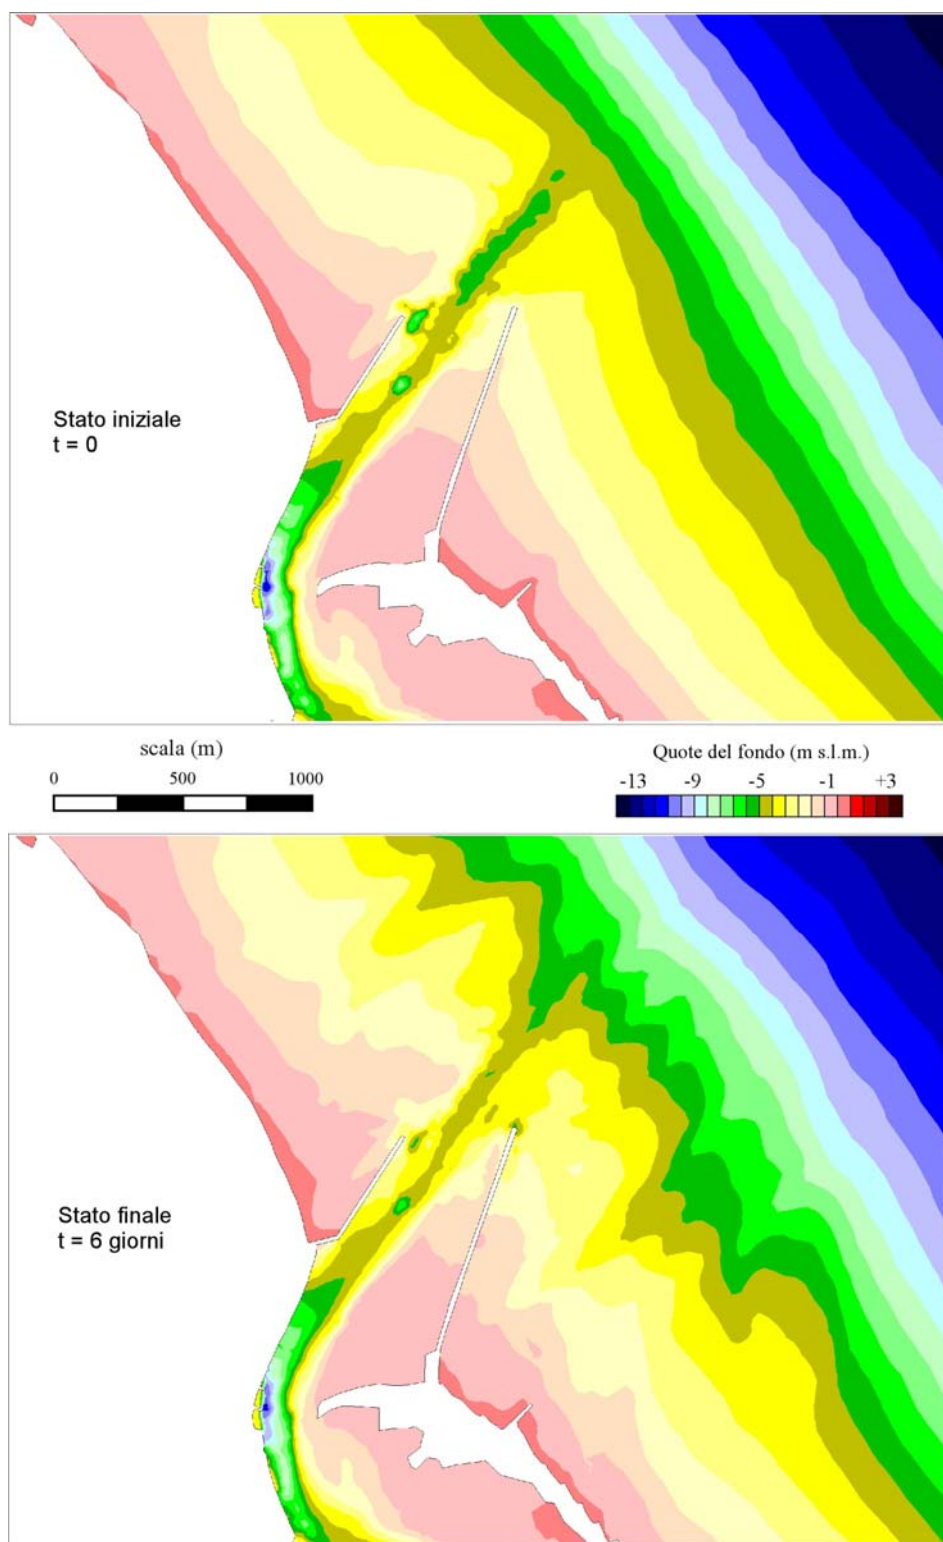 Stato iniziale
t = 0
scala (m)
0 500 1000
Quote del fondo (m s.l.m.)
-13 -9 -5 -1 +3
Stato finale
t = 6 giorni